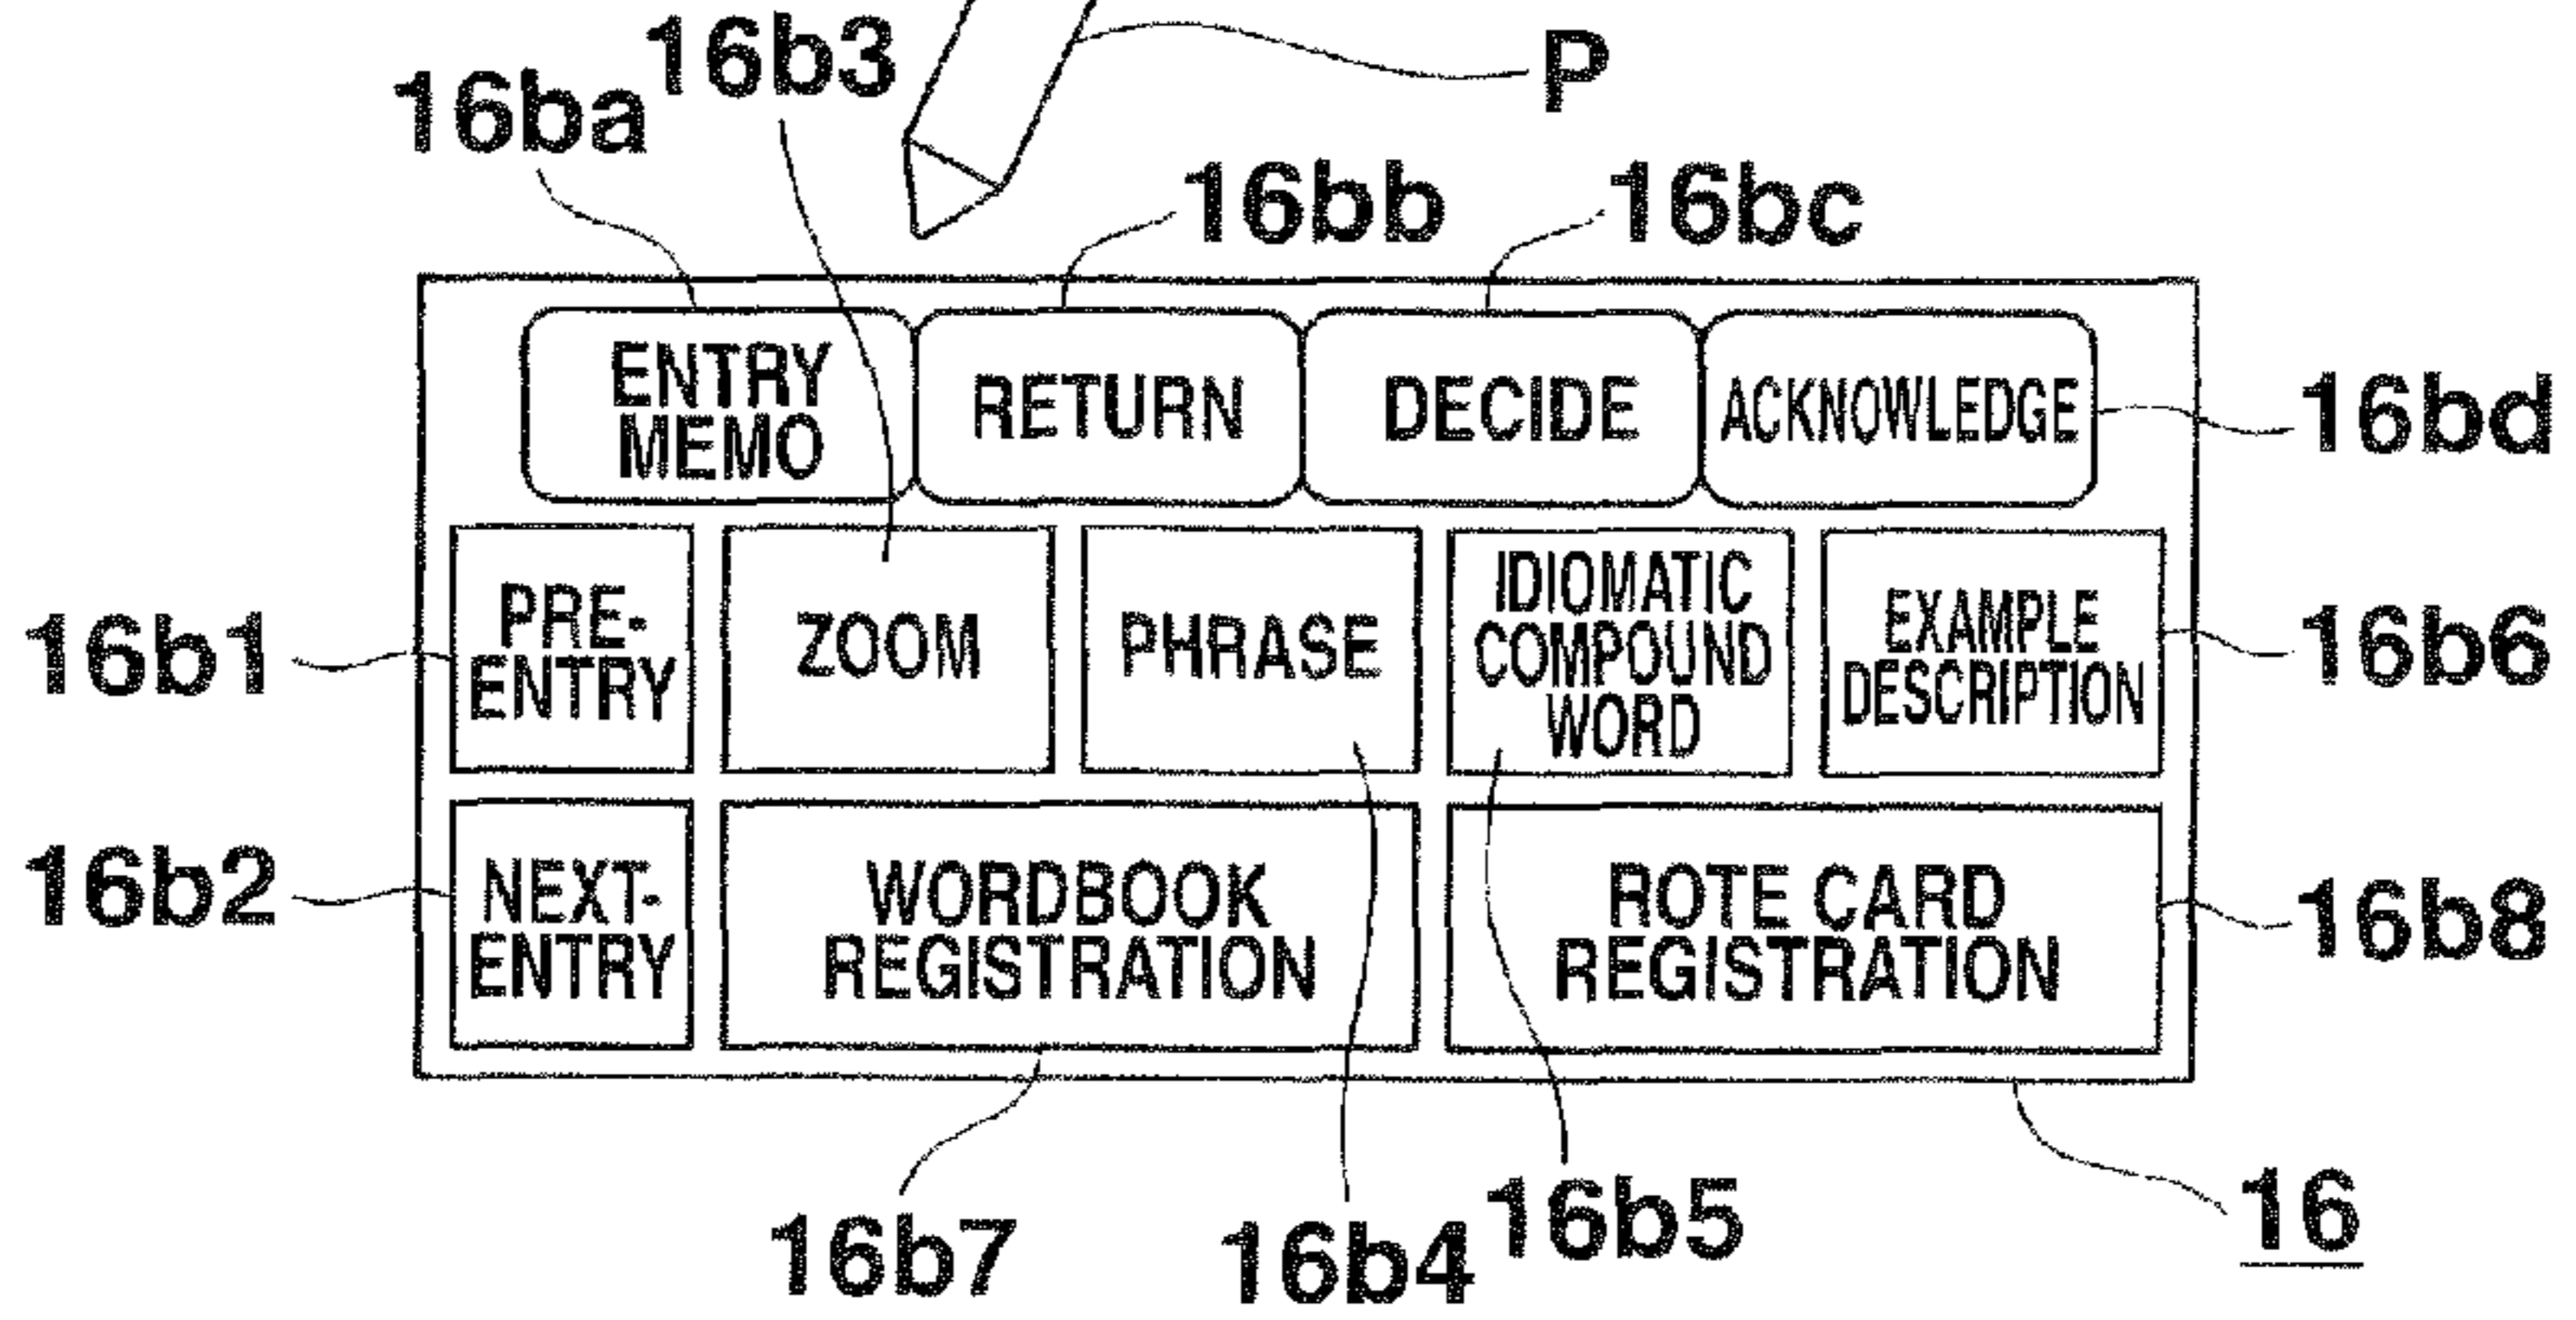 16b3
P
16ba
16bb
16bc
ENTRY
MEMO
RETURN
DECIDE
ACKNOWLEDGE
16bd
16b1
PRE-
ENTRY
ZOOM
PHRASE
IDIOMATIC
COMPOUND
WORD
EXAMPLE
DESCRIPTION
16b6
16b2
NEXT-
ENTRY
WORDBOOK
REGISTRATION
ROTE CARD
REGISTRATION
16b8
16b7
16b4
16b5
16